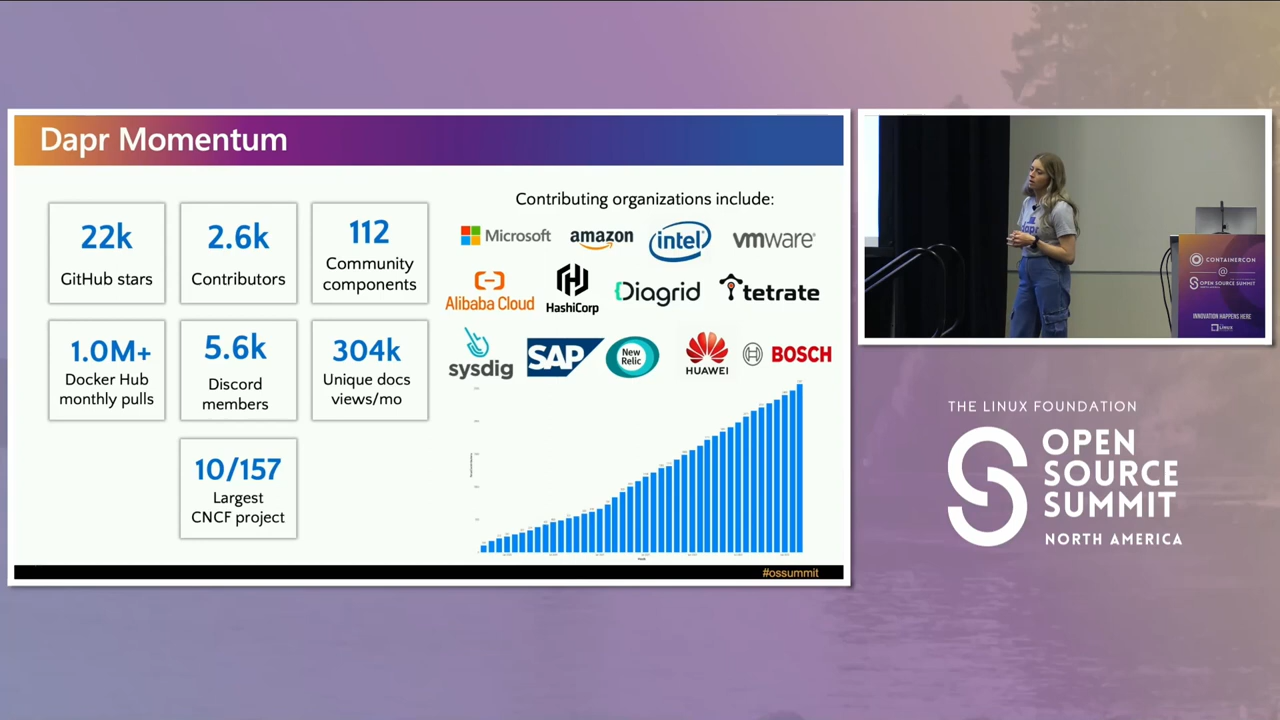 Dapr Momentum
22k
GitHub stars
2.6k
Contributors
112
Community
components
1.0M+
Docker Hub
monthly pulls
5.6k
Discord
members
304k
Unique docs
views/mo
10/157
Largest
CNCF project
Contributing organizations include:
Microsoft
amazon
intel
vmware
Alibaba Cloud
HashiCorp
Diagrid
tetrate
sysdig
SAP
New
Relic
HUAWEI
BOSCH
#ossummit
CONTAINERCON
@
OPEN SOURCE SUMMIT
INNOVATION HAPPENS HERE
LINUX
THE LINUX FOUNDATION
OPEN
SOURCE
SUMMIT
NORTH AMERICA